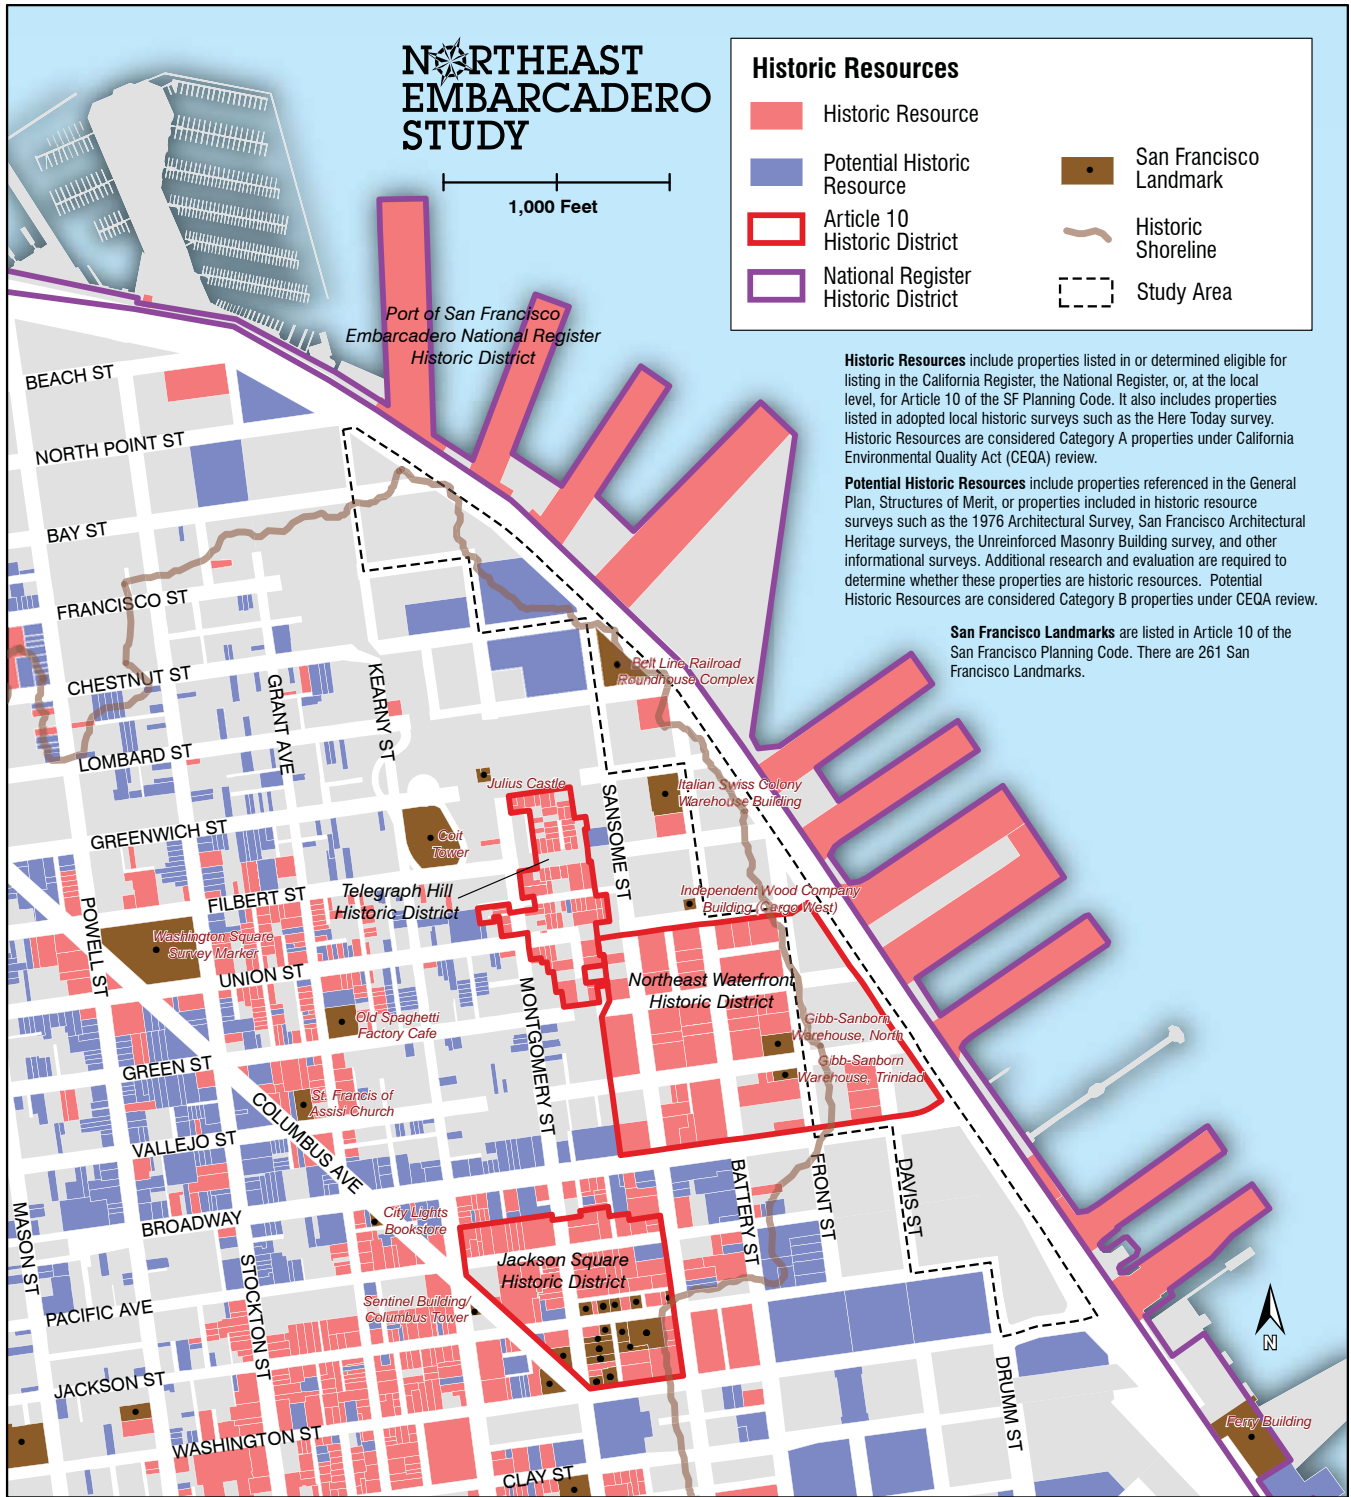 NORTHEAST
EMBARCADERO
STUDY
1,000 Feet
Historic Resources
Historic Resource
Potential Historic
Resource
Article 10
Historic District
National Register
Historic District
San Francisco
Landmark
Historic
Shoreline
Study Area
Historic Resources include properties listed in or determined eligible for
listing in the California Register, the National Register, or, at the local
level, for Article 10 of the SF Planning Code. It also includes properties
listed in adopted local historic surveys such as the Here Today survey.
Historic Resources are considered Category A properties under California
Environmental Quality Act (CEQA) review.
Potential Historic Resources include properties referenced in the General
Plan, Structures of Merit, or properties included in historic resource
surveys such as the 1976 Architectural Survey, San Francisco Architectural
Heritage surveys, the Unreinforced Masonry Building survey, and other
informational surveys. Additional research and evaluation are required to
determine whether these properties are historic resources. Potential
Historic Resources are considered Category B properties under CEQA review.
San Francisco Landmarks are listed in Article 10 of the
San Francisco Planning Code. There are 261 San
Francisco Landmarks.
Port of San Francisco
Embarcadero National Register
Historic District
BEACH ST
NORTH POINT ST
BAY ST
FRANCISCO ST
CHESTNUT ST
LOMBARD ST
GREENWICH ST
FILBERT ST
UNION ST
GREEN ST
VALLEJO ST
BROADWAY
PACIFIC AVE
JACKSON ST
WASHINGTON ST
CLAY ST
MASON ST
POWELL ST
STOCKTON ST
GRANT AVE
KEARNY ST
COLUMBUS AVE
MONTGOMERY ST
SANSOME ST
BATTERY ST
FRONT ST
DAVIS ST
DRUMM ST
Belt Line Railroad
Roundhouse Complex
Julius Castle
Italian Swiss Colony
Warehouse Building
Coit
Tower
Telegraph Hill
Historic District
Independent Wood Company
Building (Cargo West)
Washington Square
Survey Marker
Northeast Waterfront
Historic District
Old Spaghetti
Factory Cafe
Gibb-Sanborn
Warehouse, North
Gibb-Sanborn
Warehouse, Trinidad
St. Francis of
Assisi Church
City Lights
Bookstore
Jackson Square
Historic District
Sentinel Building/
Columbus Tower
Ferry Building
N